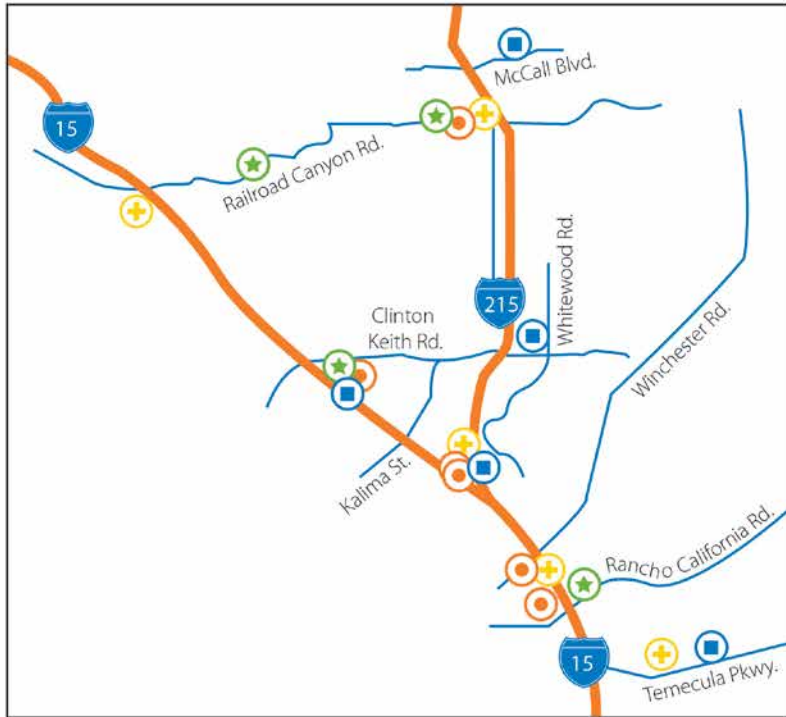 McCall Blvd.
15
Railroad Canyon Rd.
Whitewood Rd.
215
Clinton
Keith Rd.
Winchester Rd.
Kalima St.
Rancho California Rd.
15
Temecula Pkwy.